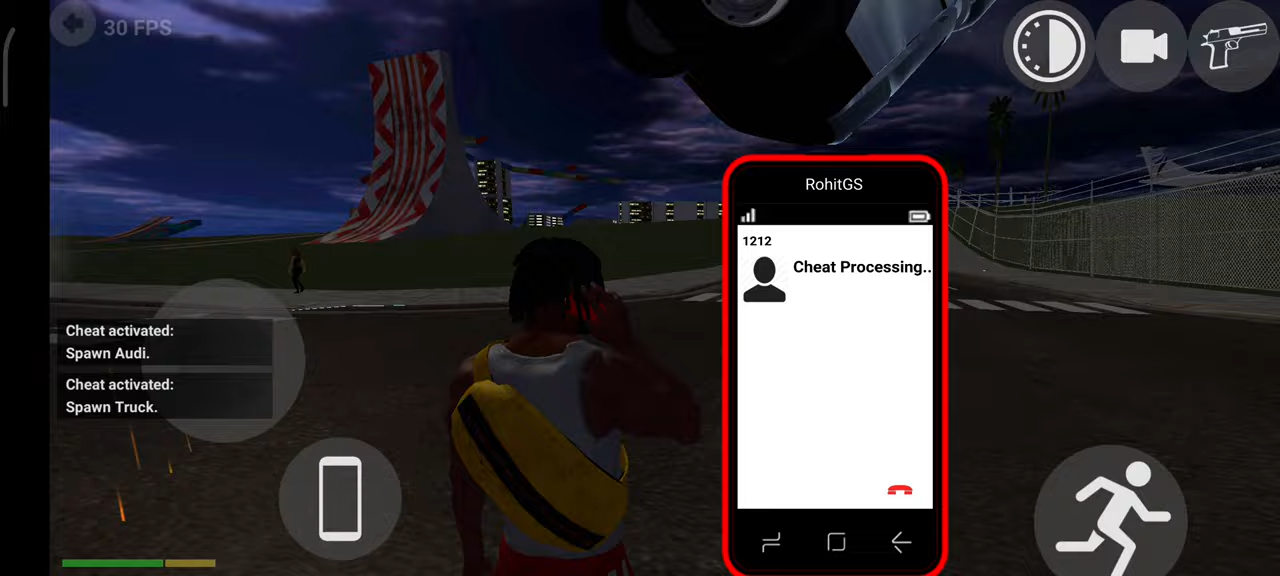 30 FPS
RohitGS
1212
Cheat Processing..
Cheat activated:
Spawn Audi.
Cheat activated:
Spawn Truck.